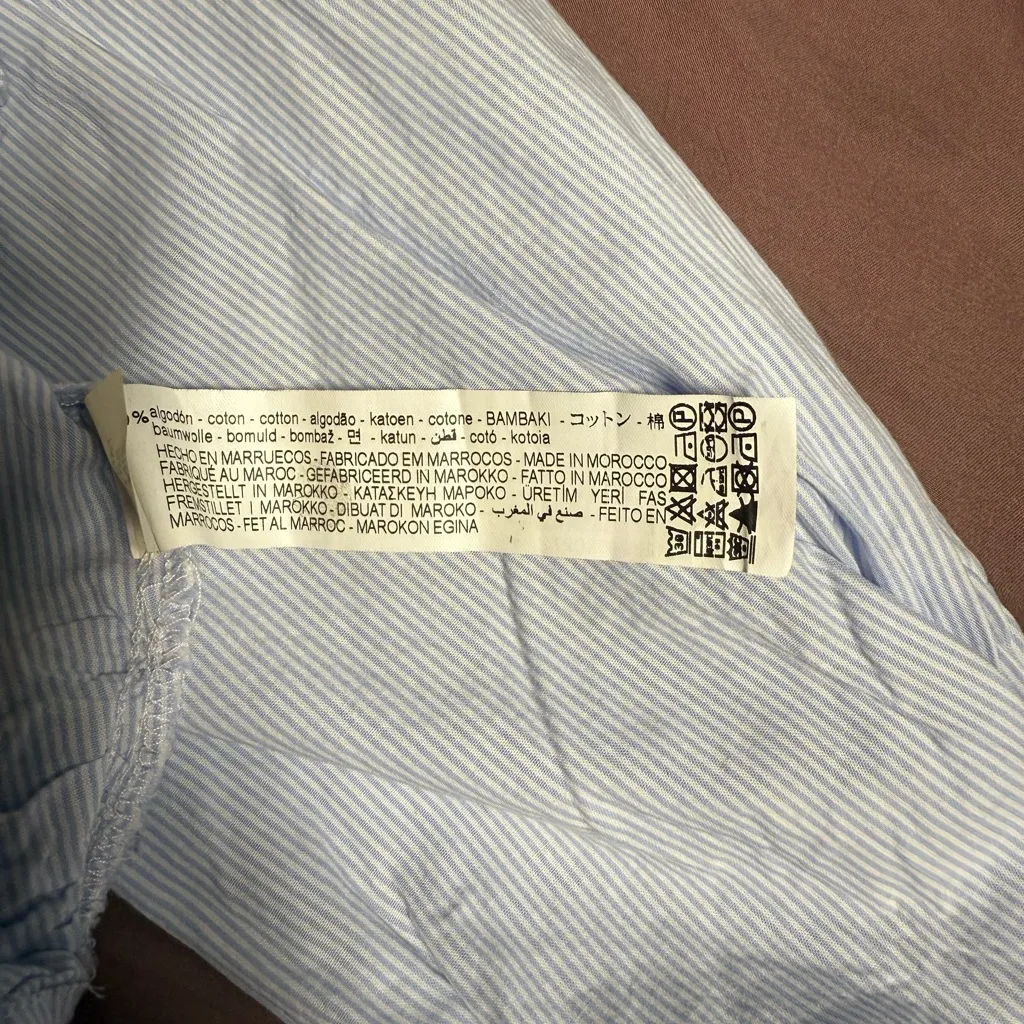 % algodón - coton - cotton - algodão - katoen - cotone - BAMBAKI - コットン - 棉
baumwolle - bomuld - bombaž - 면 - katun - قطن - cotó - kotoia
HECHO EN MARRUECOS - FABRICADO EM MARROCOS - MADE IN MOROCCO
FABRIQUÉ AU MAROC - GEFABRICEERD IN MAROKKO - FATTO IN MAROCCO
HERGESTELLT IN MAROKKO - ΚΑΤΑΣΚΕΥΗ ΜΑΡΟΚΟ - ÜRETİM YERİ FAS
FREMSTILLET I MAROKKO - DIBUAT DI MAROKO - صنع في المغرب - FEITO EN
MARROCOS - FET AL MARROC - MAROKON EGINA